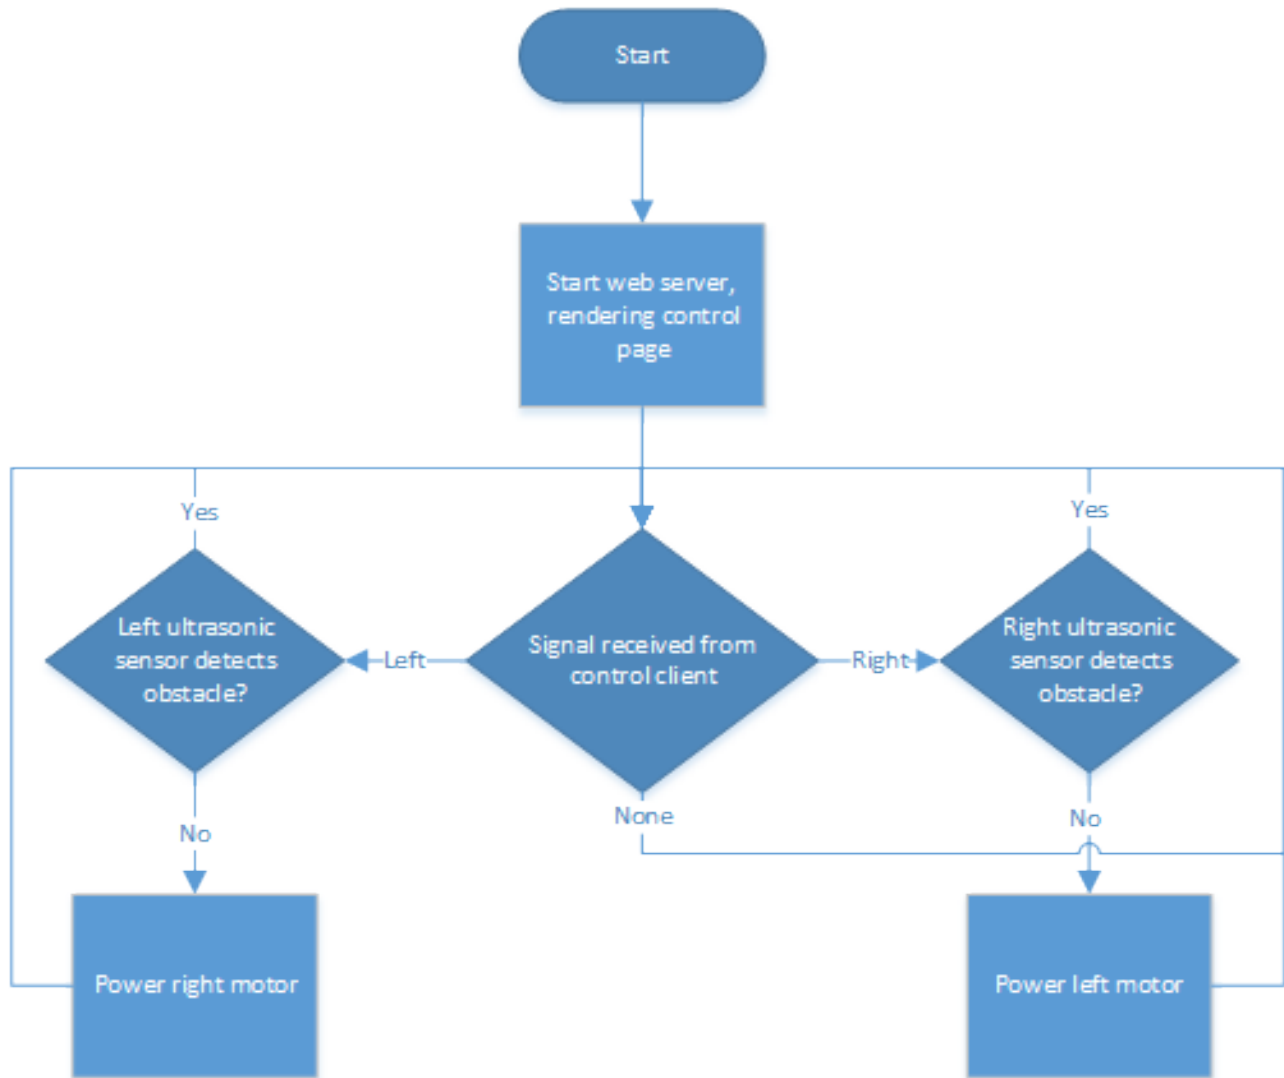 Start
Start web server,
rendering control
page
Yes
Yes
Left ultrasonic
sensor detects
obstacle?
Left
Signal received from
control client
Right
Right ultrasonic
sensor detects
obstacle?
No
None
No
Power right motor
Power left motor